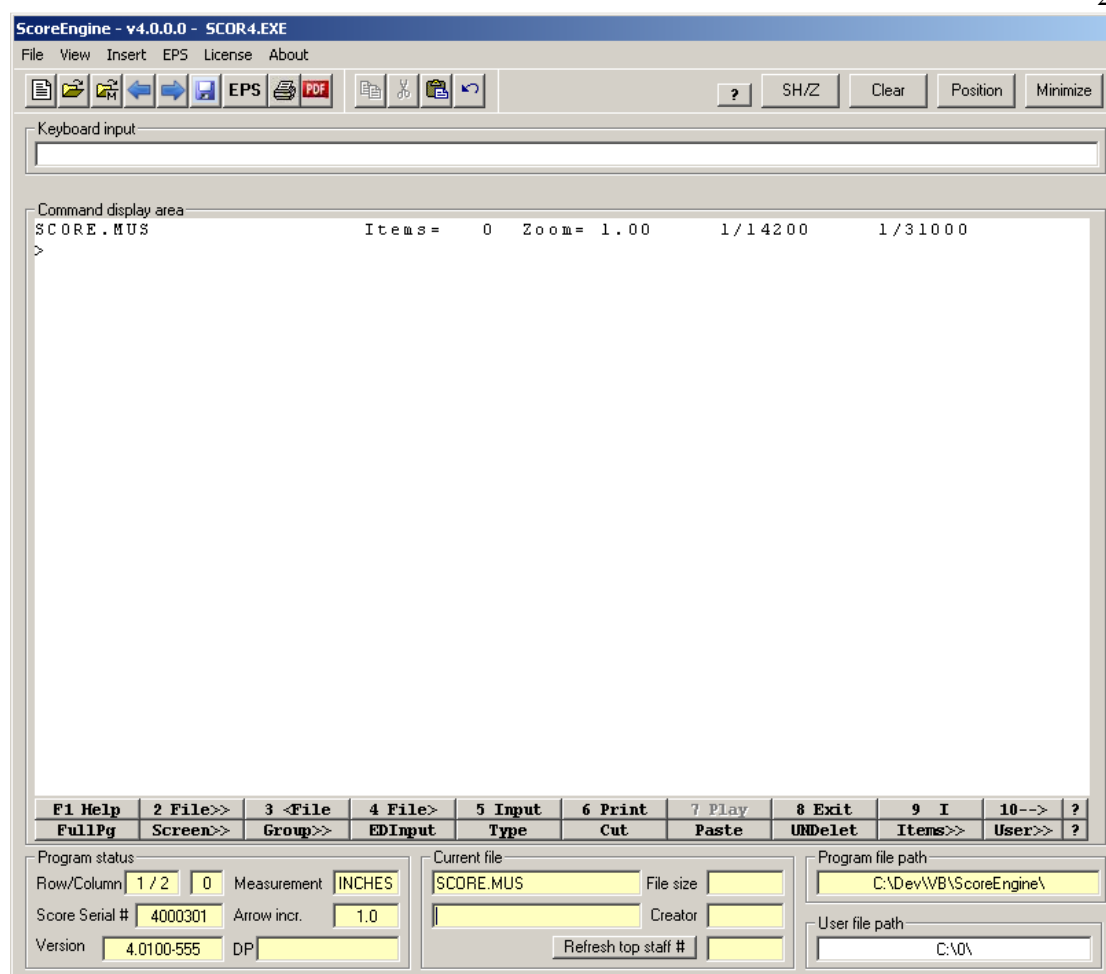 2
ScoreEngine - v4.0.0.0 - SCOR4.EXE
File View Insert EPS License About
M EPS PDF ? SH/Z Clear Position Minimize
Keyboard input
Command display area
SCORE.MUS Items= 0 Zoom= 1.00 1/14200 1/31000
>
F1 Help 2 File>> 3 <File 4 File> 5 Input 6 Print 7 Play 8 Exit 9 I 10--> ?
FullPg Screen>> Group>> EDInput Type Cut Paste UNDelet Items>> User>> ?
Program status Current file Program file path
Row/Column 1 / 2 0 Measurement INCHES SCORE.MUS File size C:\Dev\VB\ScoreEngine\
Score Serial # 4000301 Arrow incr. 1.0 Creator User file path
Version 4.0100-555 DP Refresh top staff # C:\0\